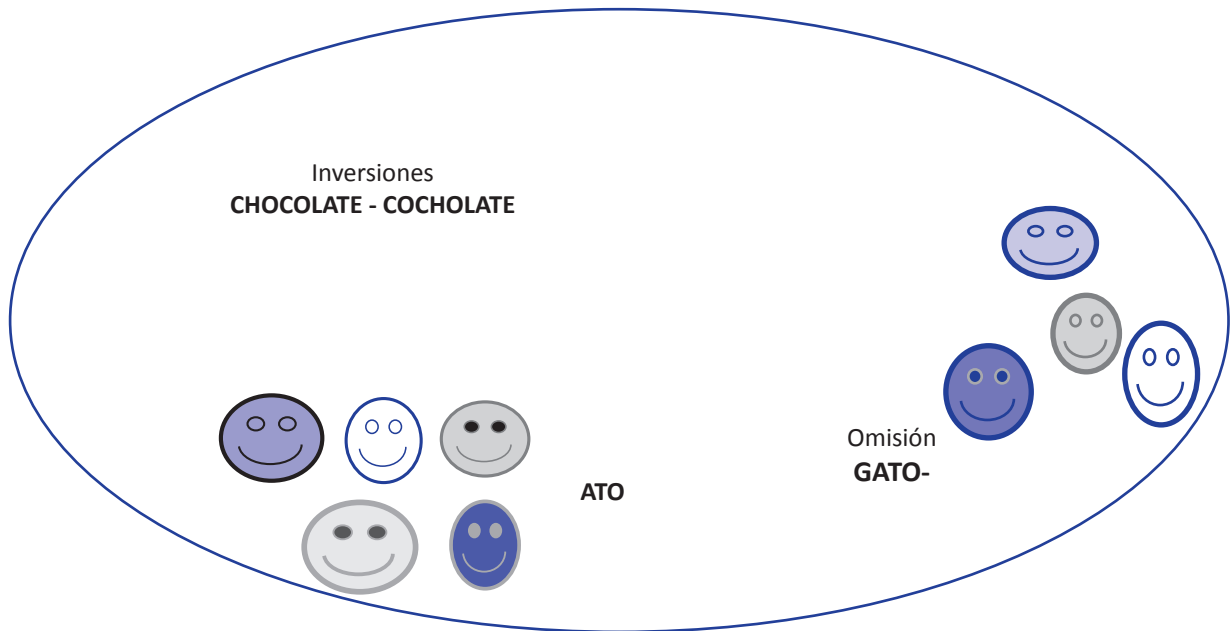 Inversiones
CHOCOLATE - COCHOLATE
Omisión
GATO-
ATO